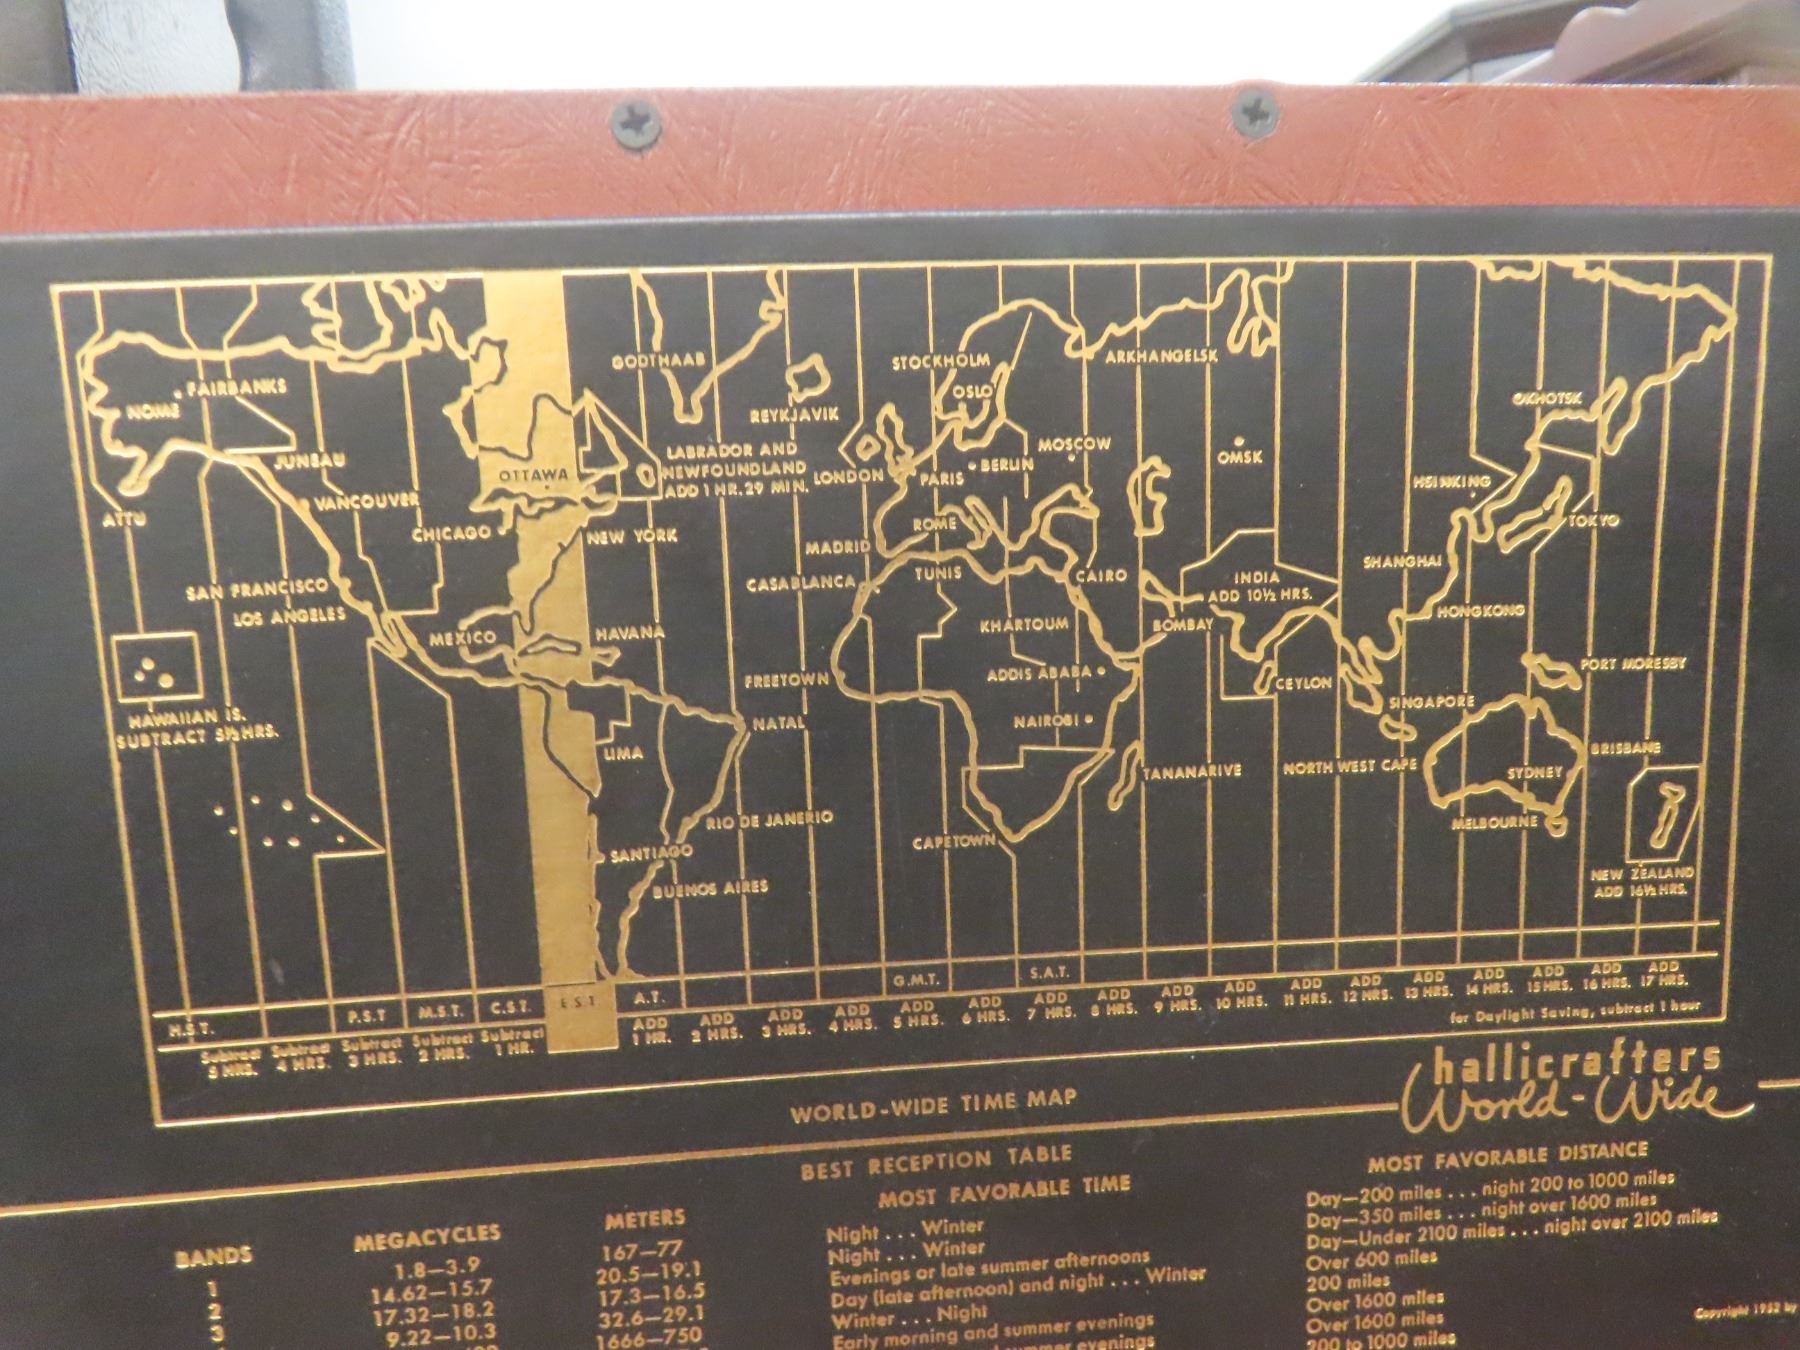 GODTHAAB
STOCKHOLM
ARKHANGELSK
FAIRBANKS
NOME
REYKJAVIK
OSLO
OKHOTSK
JUNEAU
OTTAWA
LABRADOR AND
NEWFOUNDLAND
ADD 1 HR. 29 MIN.
LONDON
PARIS
BERLIN
MOSCOW
OMSK
HSINKING
ATTU
VANCOUVER
CHICAGO
NEW YORK
ROME
TOKYO
MADRID
SHANGHAI
SAN FRANCISCO
CASABLANCA
TUNIS
CAIRO
INDIA
ADD 10½ HRS.
LOS ANGELES
HONGKONG
MEXICO
HAVANA
KHARTOUM
BOMBAY
FREETOWN
ADDIS ABABA
CEYLON
PORT MORESBY
HAWAIIAN IS.
SUBTRACT 5½ HRS.
NATAL
NAIROBI
SINGAPORE
LIMA
TANANARIVE
NORTH WEST CAPE
BRISBANE
SYDNEY
RIO DE JANERIO
MELBOURNE
SANTIAGO
CAPETOWN
BUENOS AIRES
NEW ZEALAND
ADD 16½ HRS.
H.S.T. P.S.T M.S.T. C.S.T. E.S.T. A.T. G.M.T. S.A.T.
Subtract 5 HRS. Subtract 4 HRS. Subtract 3 HRS. Subtract 2 HRS. Subtract 1 HR. ADD 1 HR. ADD 2 HRS. ADD 3 HRS. ADD 4 HRS. ADD 5 HRS. ADD 6 HRS. ADD 7 HRS. ADD 8 HRS. ADD 9 HRS. ADD 10 HRS. ADD 11 HRS. ADD 12 HRS. ADD 13 HRS. ADD 14 HRS. ADD 15 HRS. ADD 16 HRS. ADD 17 HRS.
for Daylight Saving, subtract 1 hour
hallicrafters
World-Wide
WORLD-WIDE TIME MAP
BEST RECEPTION TABLE
BANDS MEGACYCLES METERS MOST FAVORABLE TIME MOST FAVORABLE DISTANCE
1 1.8—3.9 167—77 Night . . . Winter Day—200 miles . . . night 200 to 1000 miles
2 14.62—15.7 20.5—19.1 Night . . . Winter Day—350 miles . . . night over 1600 miles
3 17.32—18.2 17.3—16.5 Evenings or late summer afternoons Day—Under 2100 miles . . . night over 2100 miles
9.22—10.3 32.6—29.1 Day (late afternoon) and night . . . Winter Over 600 miles
1666—750 Winter . . . Night 200 miles
Early morning and summer evenings Over 1600 miles
summer evenings Over 1600 miles
200 to 1000 miles
Copyright 1952 by